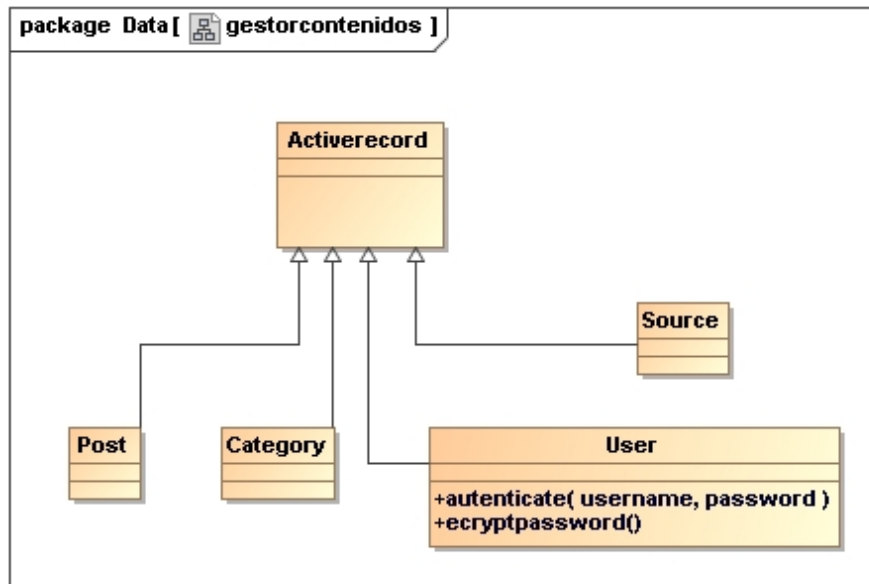 package Data[ gestorcontenidos ]
Activerecord
Source
Post
Category
User
+autenticate( username, password )
+ecryptpassword()